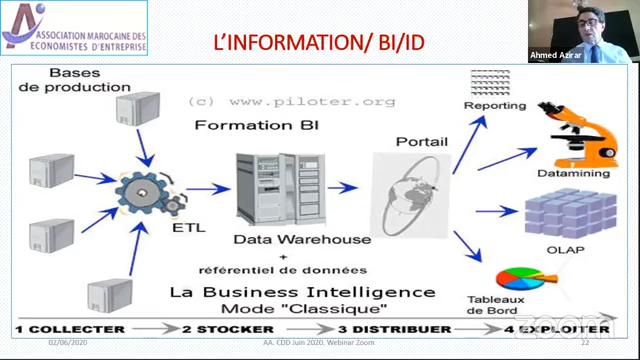 ASSOCIATION MAROCAINE DES
ÉCONOMISTES D'ENTREPRISE
L'INFORMATION/ BI/ID
Ahmed Azirar
Bases
de production
(c) www.piloter.org
Formation BI
Portail
Reporting
Datamining
ETL
Data Warehouse
+
référentiel de données
OLAP
La Business Intelligence
Mode "Classique"
Tableaux
de Bord
zoom
1 COLLECTER
2 STOCKER
3 DISTRIBUER
4 EXPLOITER
02/06/2020
AA. CDD Juin 2020, Webinar Zoom
22